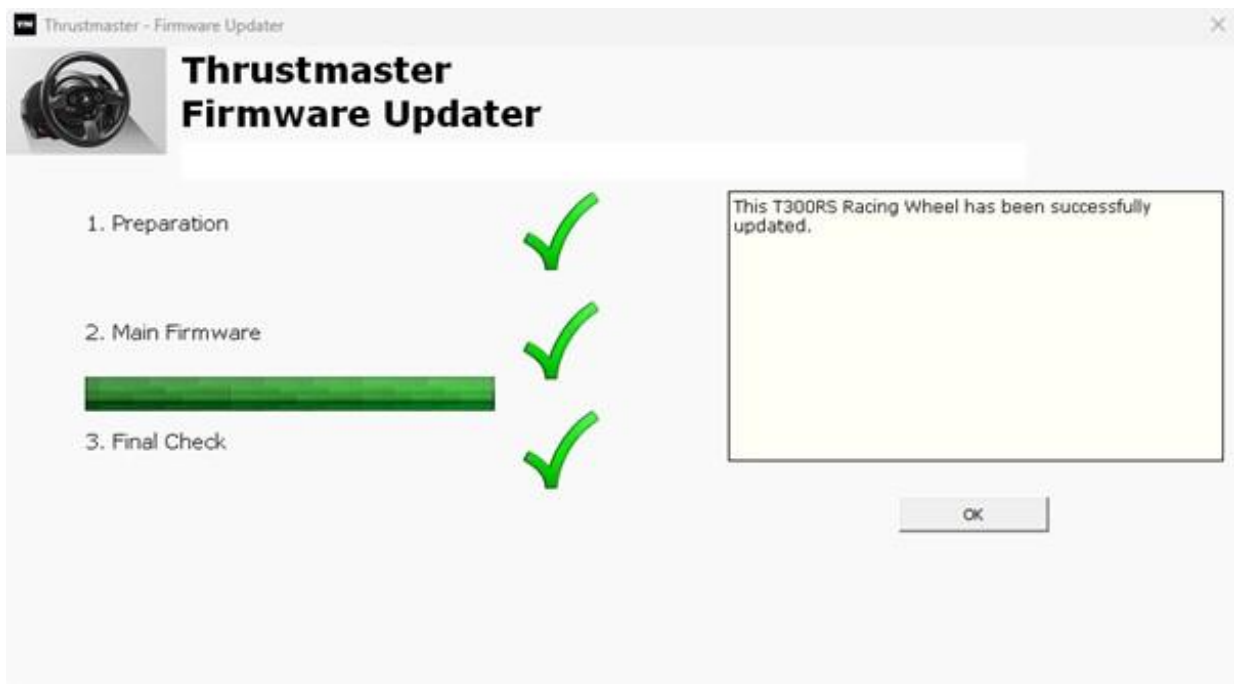 Thrustmaster - Firmware Updater
Thrustmaster
Firmware Updater
1. Preparation
2. Main Firmware
3. Final Check
This T300RS Racing Wheel has been successfully
updated.
OK